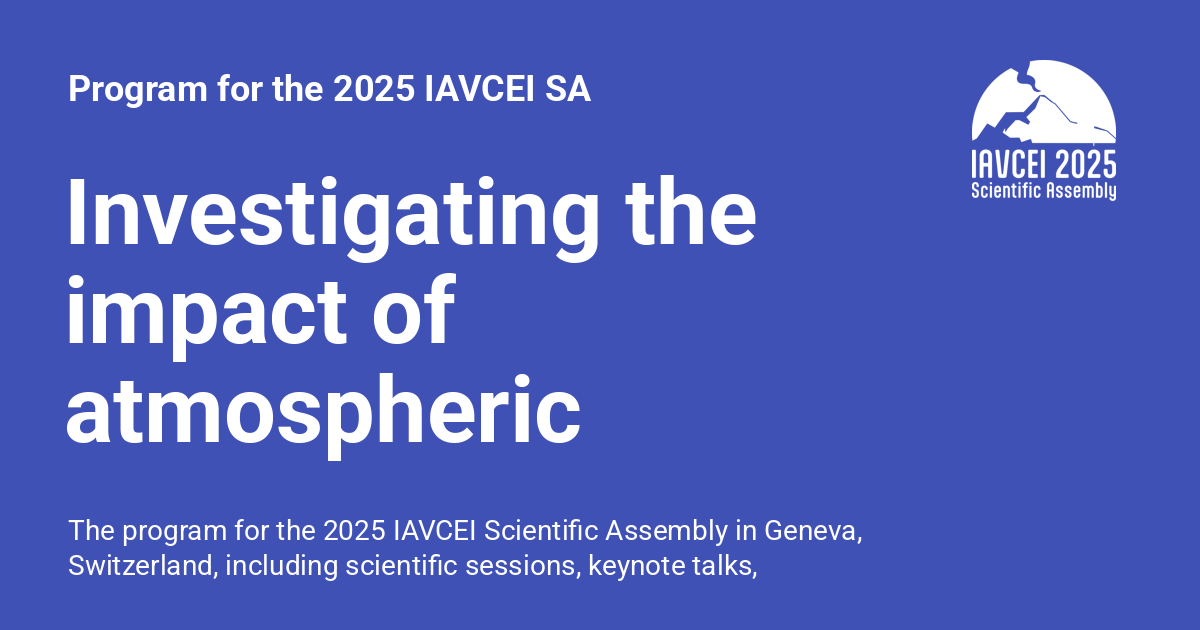 Program for the 2025 IAVCEI SA
IAVCEI 2025
Scientific Assembly
Investigating the
impact of
atmospheric
The program for the 2025 IAVCEI Scientific Assembly in Geneva,
Switzerland, including scientific sessions, keynote talks,